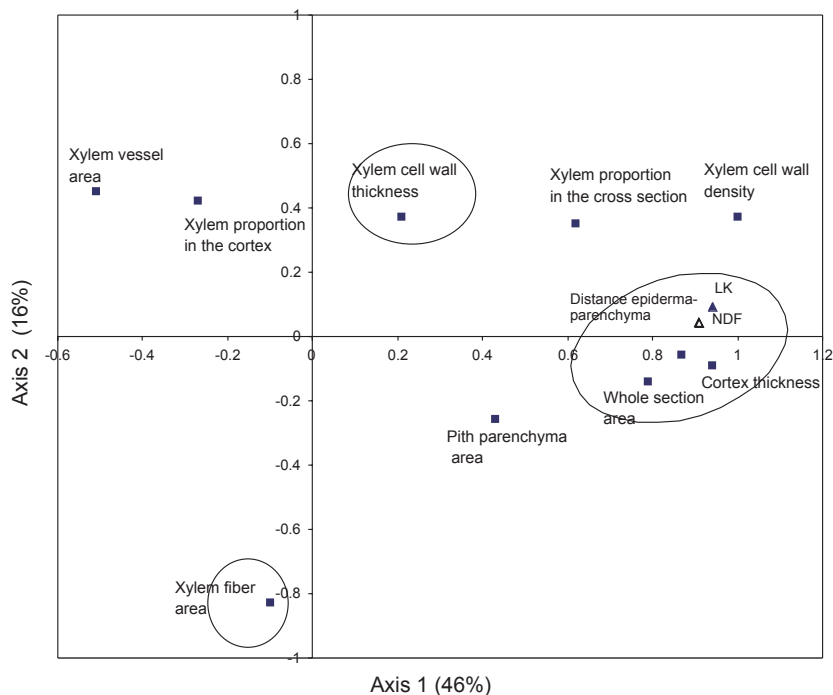 1
0.8
0.6
Xylem vessel
area
Xylem cell wall
thickness
Xylem proportion
in the cross section
Xylem cell wall
density
0.4
Xylem proportion
in the cortex
0.2
LK
Distance epiderma-
parenchyma
NDF
0
-0.6
-0.4
-0.2
0
0.2
0.4
0.6
0.8
1
1.2
Cortex thickness
Whole section
area
-0.2
Pith parenchyma
area
-0.4
-0.6
Xylem fiber
area
-0.8
-1
Axis 2 (16%)
Axis 1 (46%)